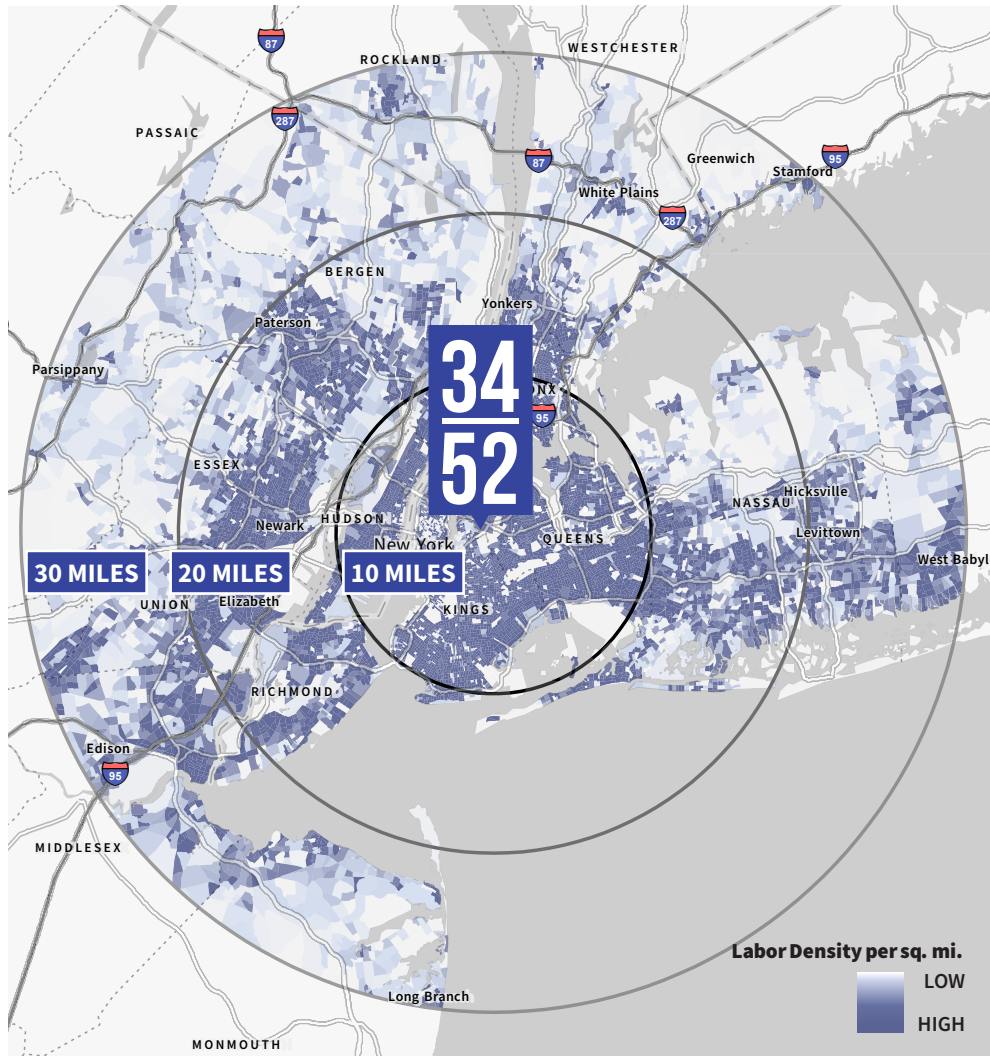 87
WESTCHESTER
ROCKLAND
287
PASSAIC
87
95
Greenwich
Stamford
White Plains
287
BERGEN
Yonkers
Paterson
34
52
Parsippany
ONX
95
ESSEX
NASSAU
Hicksville
Newark
HUDSON
New York
QUEENS
Levittown
West Babyl
30 MILES
20 MILES
10 MILES
UNION
Elizabeth
KINGS
RICHMOND
Edison
95
MIDDLESEX
Labor Density per sq. mi.
LOW
HIGH
Long Branch
MONMOUTH